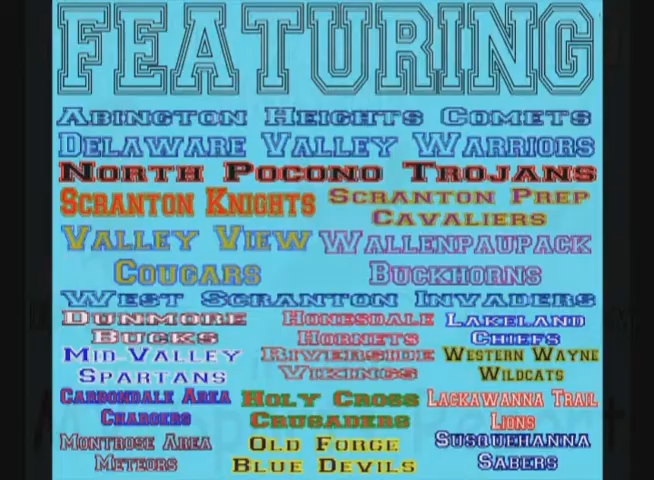 FEATURING
ABINGTON HEIGHTS COMETS
DELAWARE VALLEY WARRIORS
NORTH POCONO TROJANS
SCRANTON KNIGHTS
SCRANTON PREP
CAVALIERS
VALLEY VIEW
COUGARS
WALLENPAUPACK
BUCKHORNS
WEST SCRANTON INVADERS
DUNMORE
BUCKS
HONESDALE
HORNETS
LAKELAND
CHIEFS
MID-VALLEY
SPARTANS
RIVERSIDE
VIKINGS
WESTERN WAYNE
WILDCATS
CARBONDALE AREA
CHARGERS
HOLY CROSS
CRUSADERS
LACKAWANNA TRAIL
LIONS
MONTROSE AREA
METEORS
OLD FORGE
BLUE DEVILS
SUSQUEHANNA
SABERS